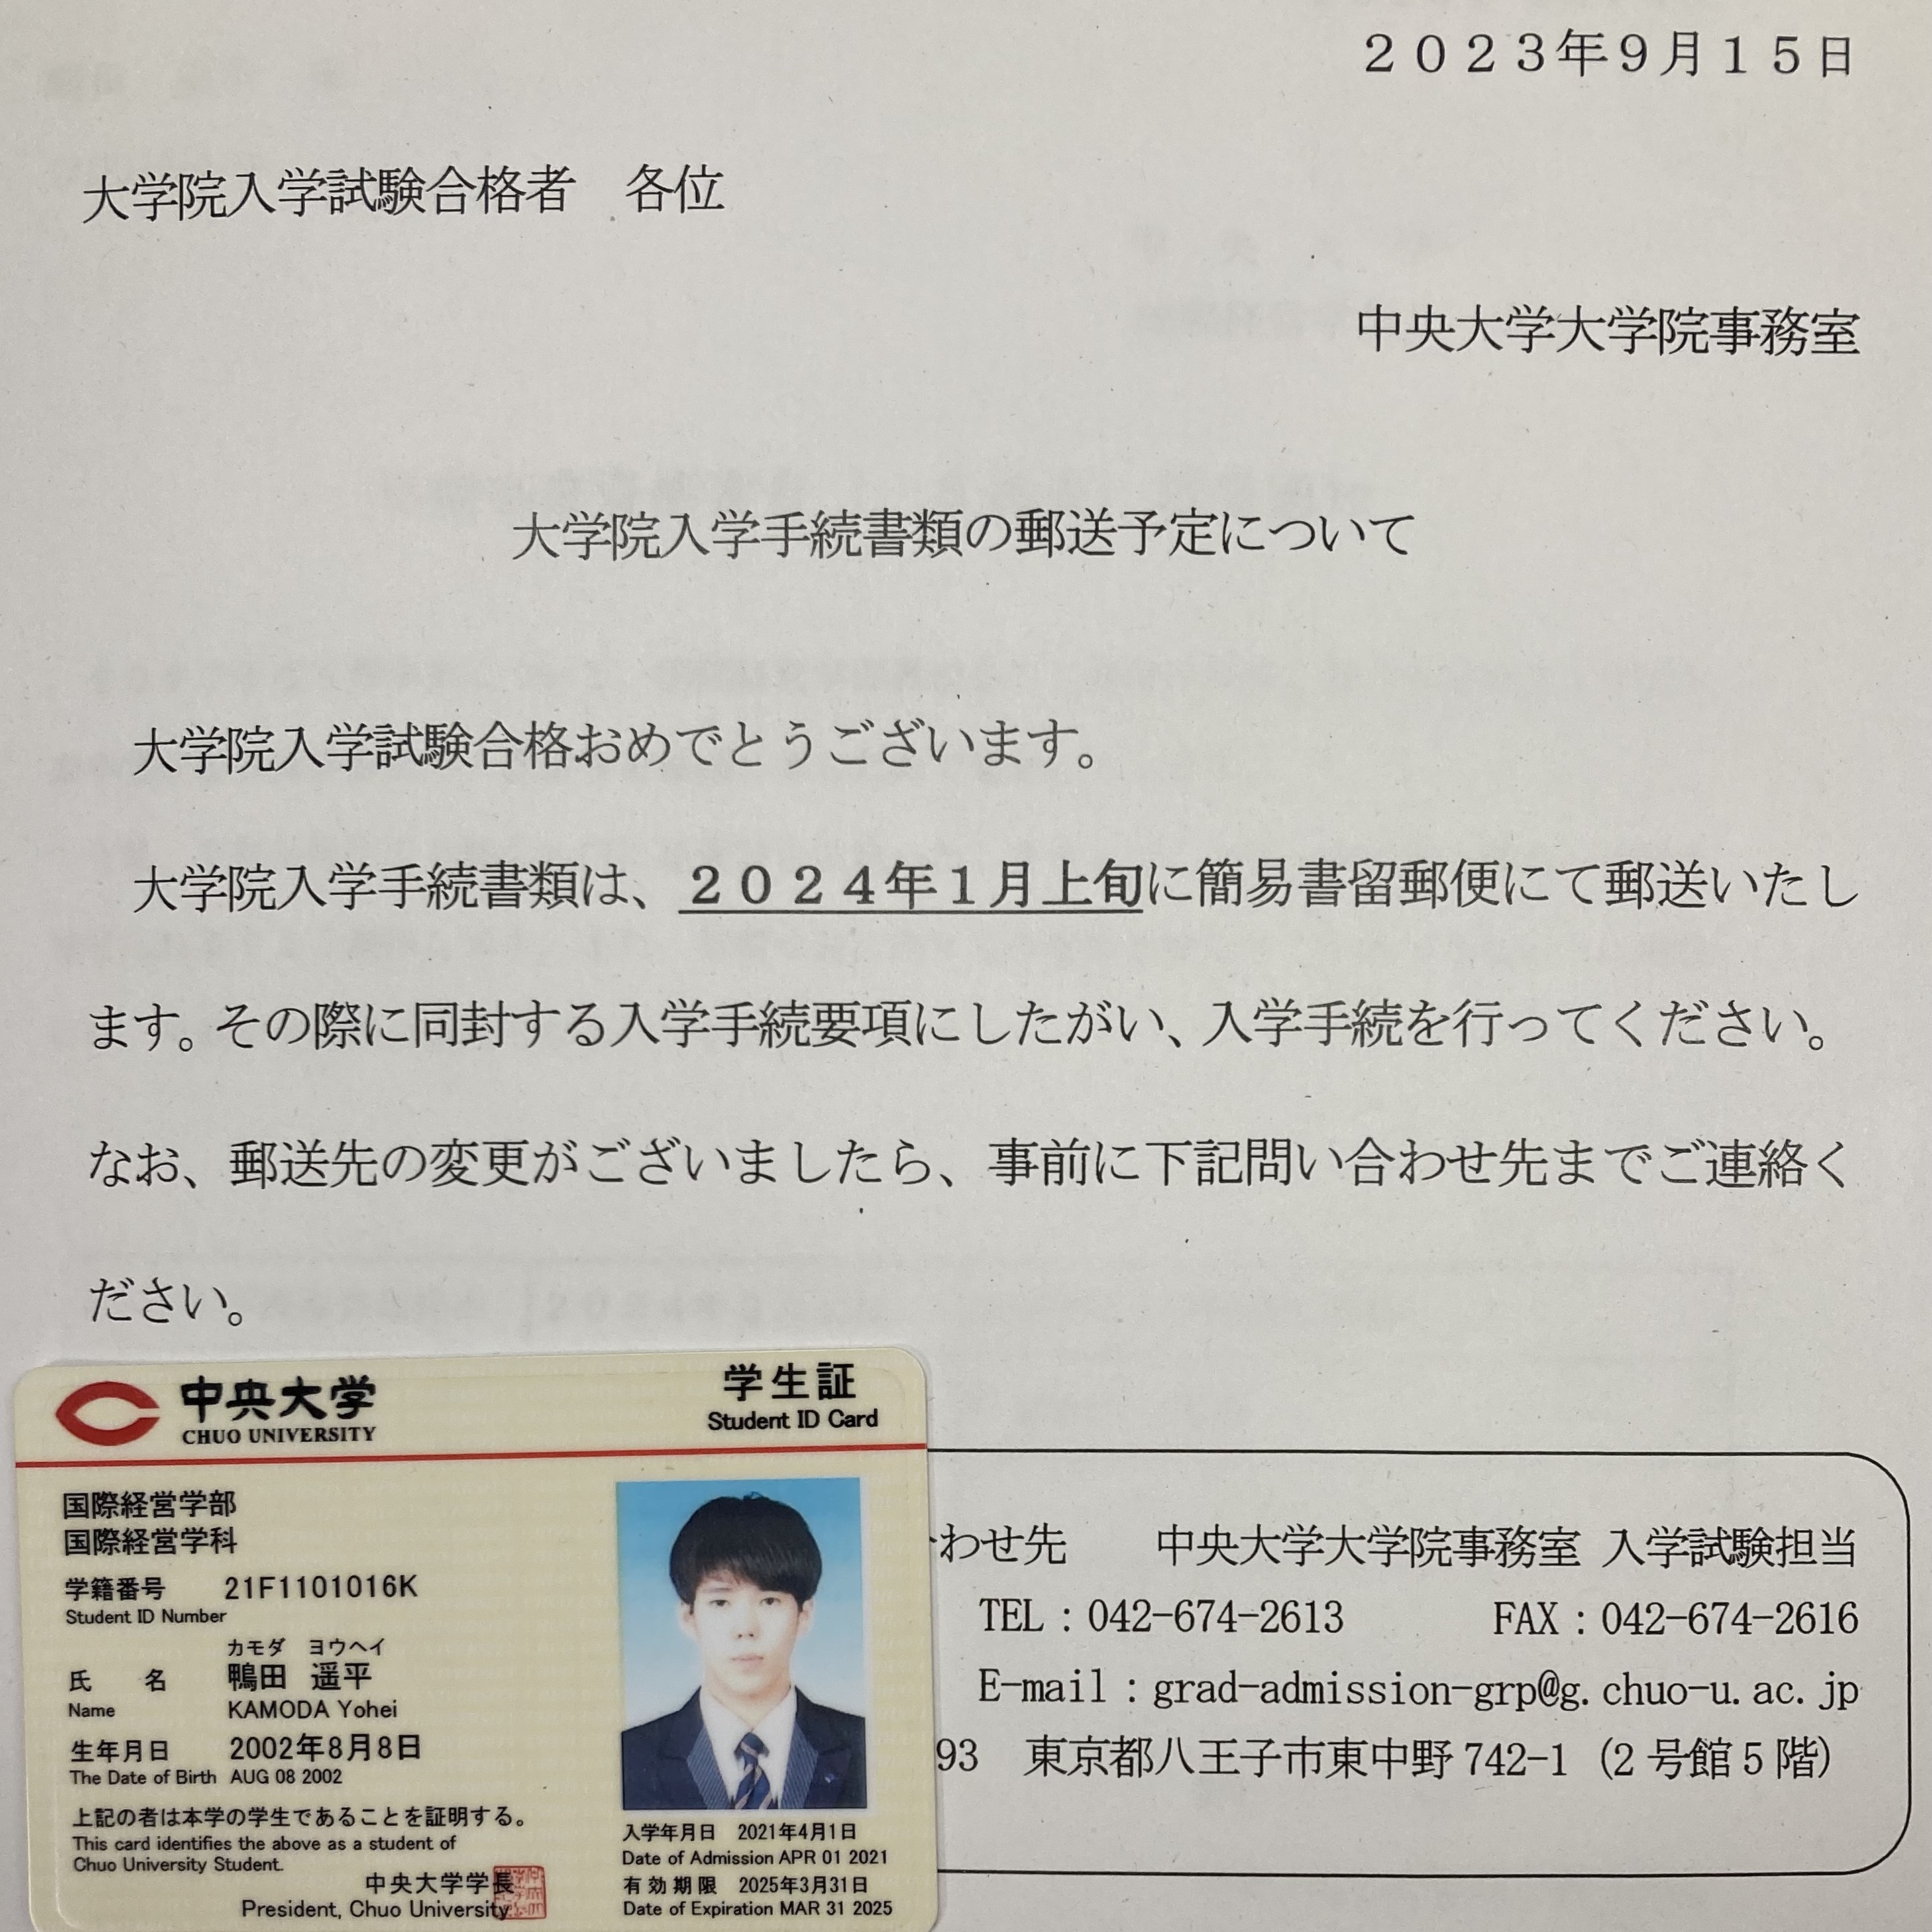 ２０２３年９月１５日
大学院入学試験合格者　各位
中央大学大学院事務室
大学院入学手続書類の郵送予定について
大学院入学試験合格おめでとうございます。
大学院入学手続書類は、２０２４年１月上旬に簡易書留郵便にて郵送いたし
ます。その際に同封する入学手続要項にしたがい、入学手続を行ってください。
なお、郵送先の変更がございましたら、事前に下記問い合わせ先までご連絡く
ださい。
わせ先　中央大学大学院事務室 入学試験担当
TEL：042-674-2613　FAX：042-674-2616
E-mail：grad-admission-grp@g.chuo-u.ac.jp
93　東京都八王子市東中野 742-1（2 号館 5 階）
中央大学
CHUO UNIVERSITY
学生証
Student ID Card
国際経営学部
国際経営学科
学籍番号　21F1101016K
Student ID Number
カモダ　ヨウヘイ
氏　名　鴨田　遥平
Name　KAMODA Yohei
生年月日　2002年8月8日
The Date of Birth　AUG 08 2002
上記の者は本学の学生であることを証明する。
This card identifies the above as a student of
Chuo University Student.
中央大学学長
President, Chuo University
入学年月日　2021年4月1日
Date of Admission APR 01 2021
有効期限　2025年3月31日
Date of Expiration MAR 31 2025